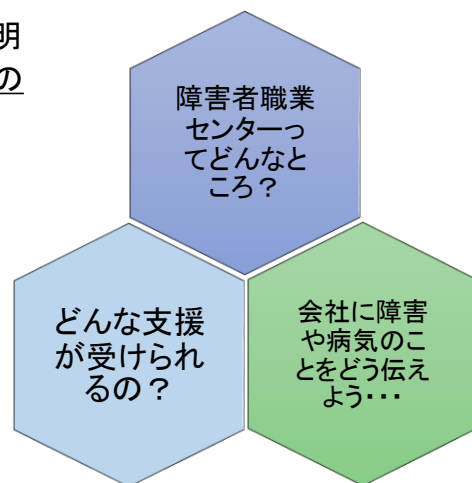 明
の
障害者職業
センターっ
てどんなと
ころ？
どんな支援
が受けられ
るの？
会社に障害
や病気のこ
とをどう伝え
よう・・・